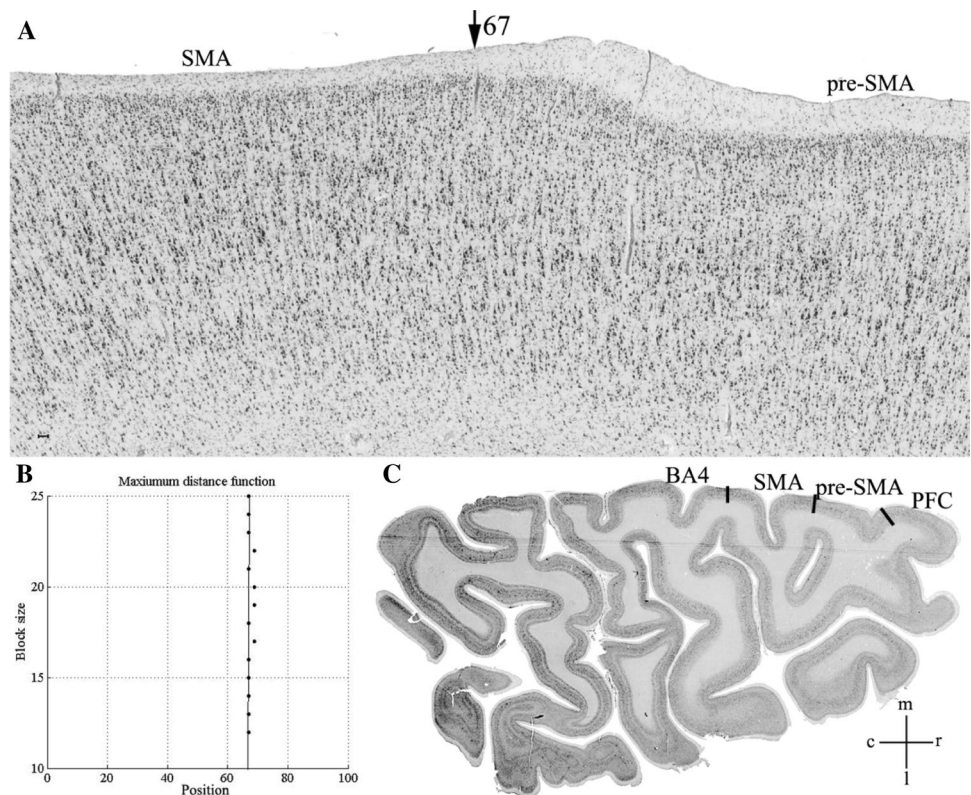 A
67
SMA
pre-SMA
B
Maxiumum distance function
25
20
15
10
Block size
0 20 40 60 80 100
Position
C
BA4 SMA pre-SMA PFC
m
c r
l